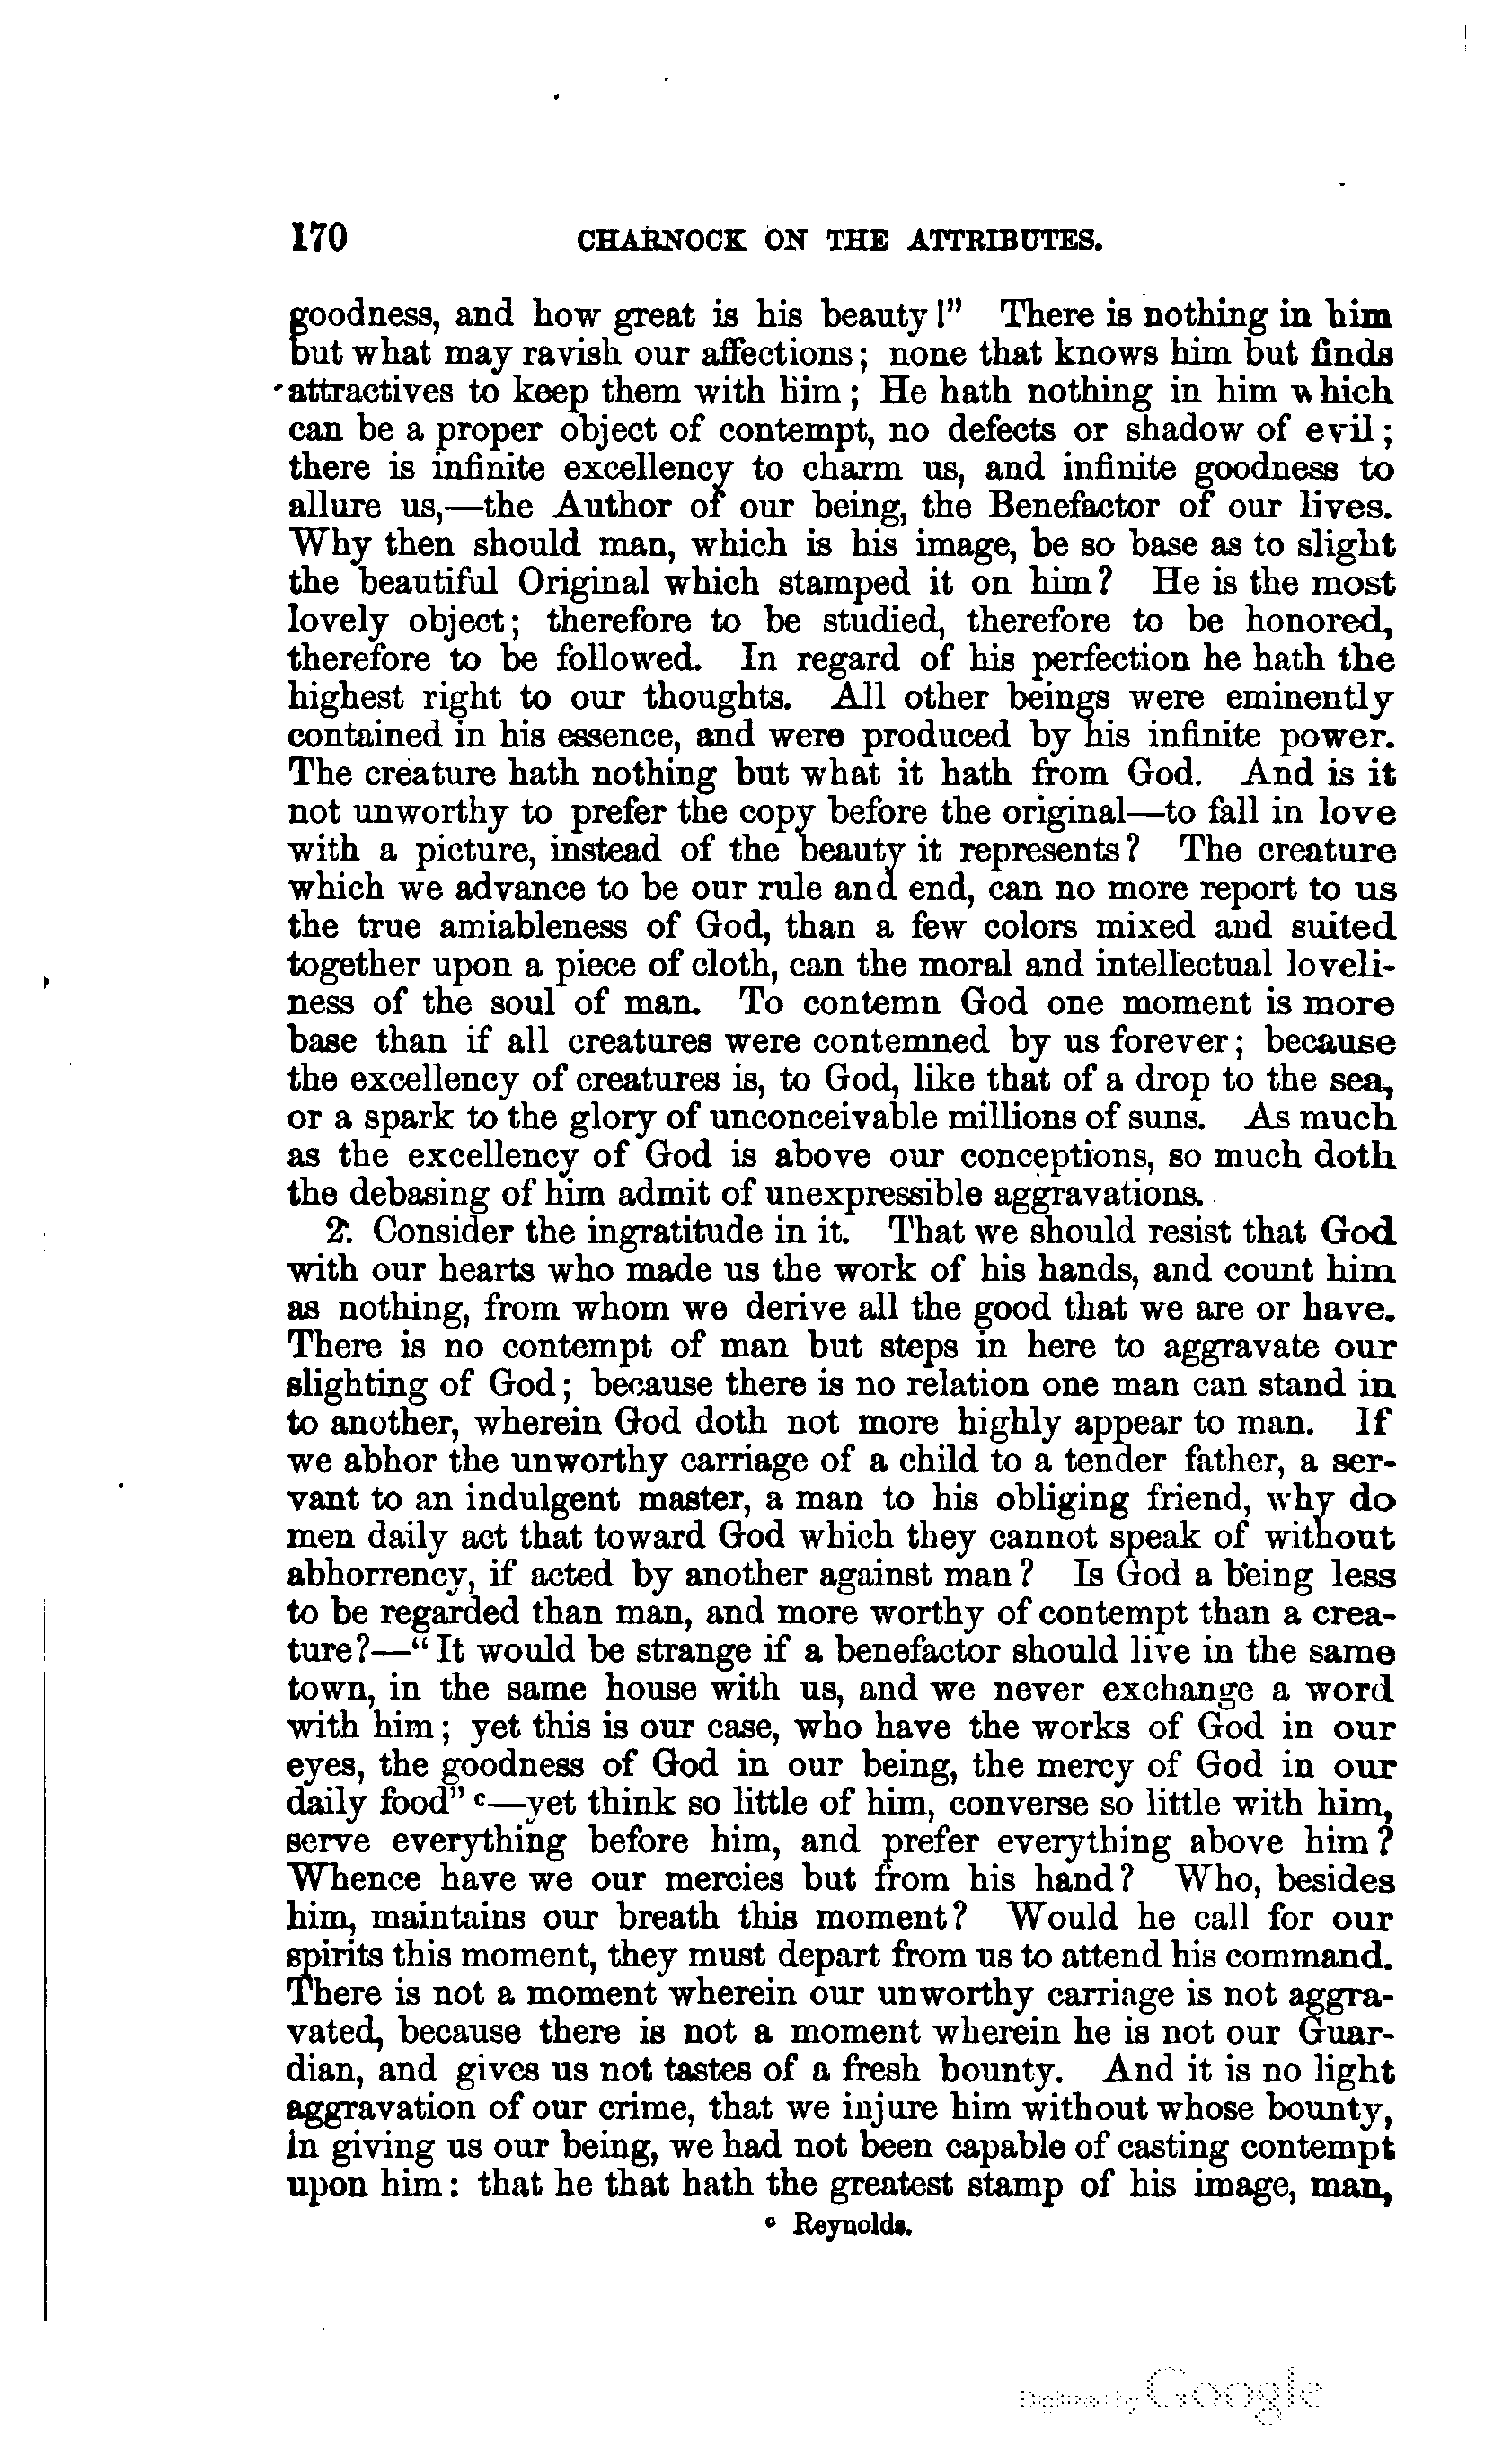 170 CHARNOCK ON THE ATTRIBUTES.
goodness, and how great is his beauty!" There is nothing in him
but what may ravish our affections; none that knows him but finds
attractives to keep them with him; He hath nothing in him which
can be a proper object of contempt, no defects or shadow of evil;
there is infinite excellency to charm us, and infinite goodness to
allure us,—the Author of our being, the Benefactor of our lives.
Why then should man, which is his image, be so base as to slight
the beautiful Original which stamped it on him? He is the most
lovely object; therefore to be studied, therefore to be honored,
therefore to be followed. In regard of his perfection he hath the
highest right to our thoughts. All other beings were eminently
contained in his essence, and were produced by his infinite power.
The creature hath nothing but what it hath from God. And is it
not unworthy to prefer the copy before the original—to fall in love
with a picture, instead of the beauty it represents? The creature
which we advance to be our rule and end, can no more report to us
the true amiableness of God, than a few colors mixed and suited
together upon a piece of cloth, can the moral and intellectual loveli-
ness of the soul of man. To contemn God one moment is more
base than if all creatures were contemned by us forever; because
the excellency of creatures is, to God, like that of a drop to the sea,
or a spark to the glory of unconceivable millions of suns. As much
as the excellency of God is above our conceptions, so much doth
the debasing of him admit of unexpressible aggravations.
2. Consider the ingratitude in it. That we should resist that God
with our hearts who made us the work of his hands, and count him
as nothing, from whom we derive all the good that we are or have.
There is no contempt of man but steps in here to aggravate our
slighting of God; because there is no relation one man can stand in
to another, wherein God doth not more highly appear to man. If
we abhor the unworthy carriage of a child to a tender father, a ser-
vant to an indulgent master, a man to his obliging friend, why do
men daily act that toward God which they cannot speak of without
abhorrency, if acted by another against man? Is God a being less
to be regarded than man, and more worthy of contempt than a crea-
ture?—"It would be strange if a benefactor should live in the same
town, in the same house with us, and we never exchange a word
with him; yet this is our case, who have the works of God in our
eyes, the goodness of God in our being, the mercy of God in our
daily food" c—yet think so little of him, converse so little with him,
serve everything before him, and prefer everything above him?
Whence have we our mercies but from his hand? Who, besides
him, maintains our breath this moment? Would he call for our
spirits this moment, they must depart from us to attend his command.
There is not a moment wherein our unworthy carriage is not aggra-
vated, because there is not a moment wherein he is not our Guar-
dian, and gives us not tastes of a fresh bounty. And it is no light
aggravation of our crime, that we injure him without whose bounty,
in giving us our being, we had not been capable of casting contempt
upon him: that he that hath the greatest stamp of his image, man,
c Reynolds.
Digitized by Google